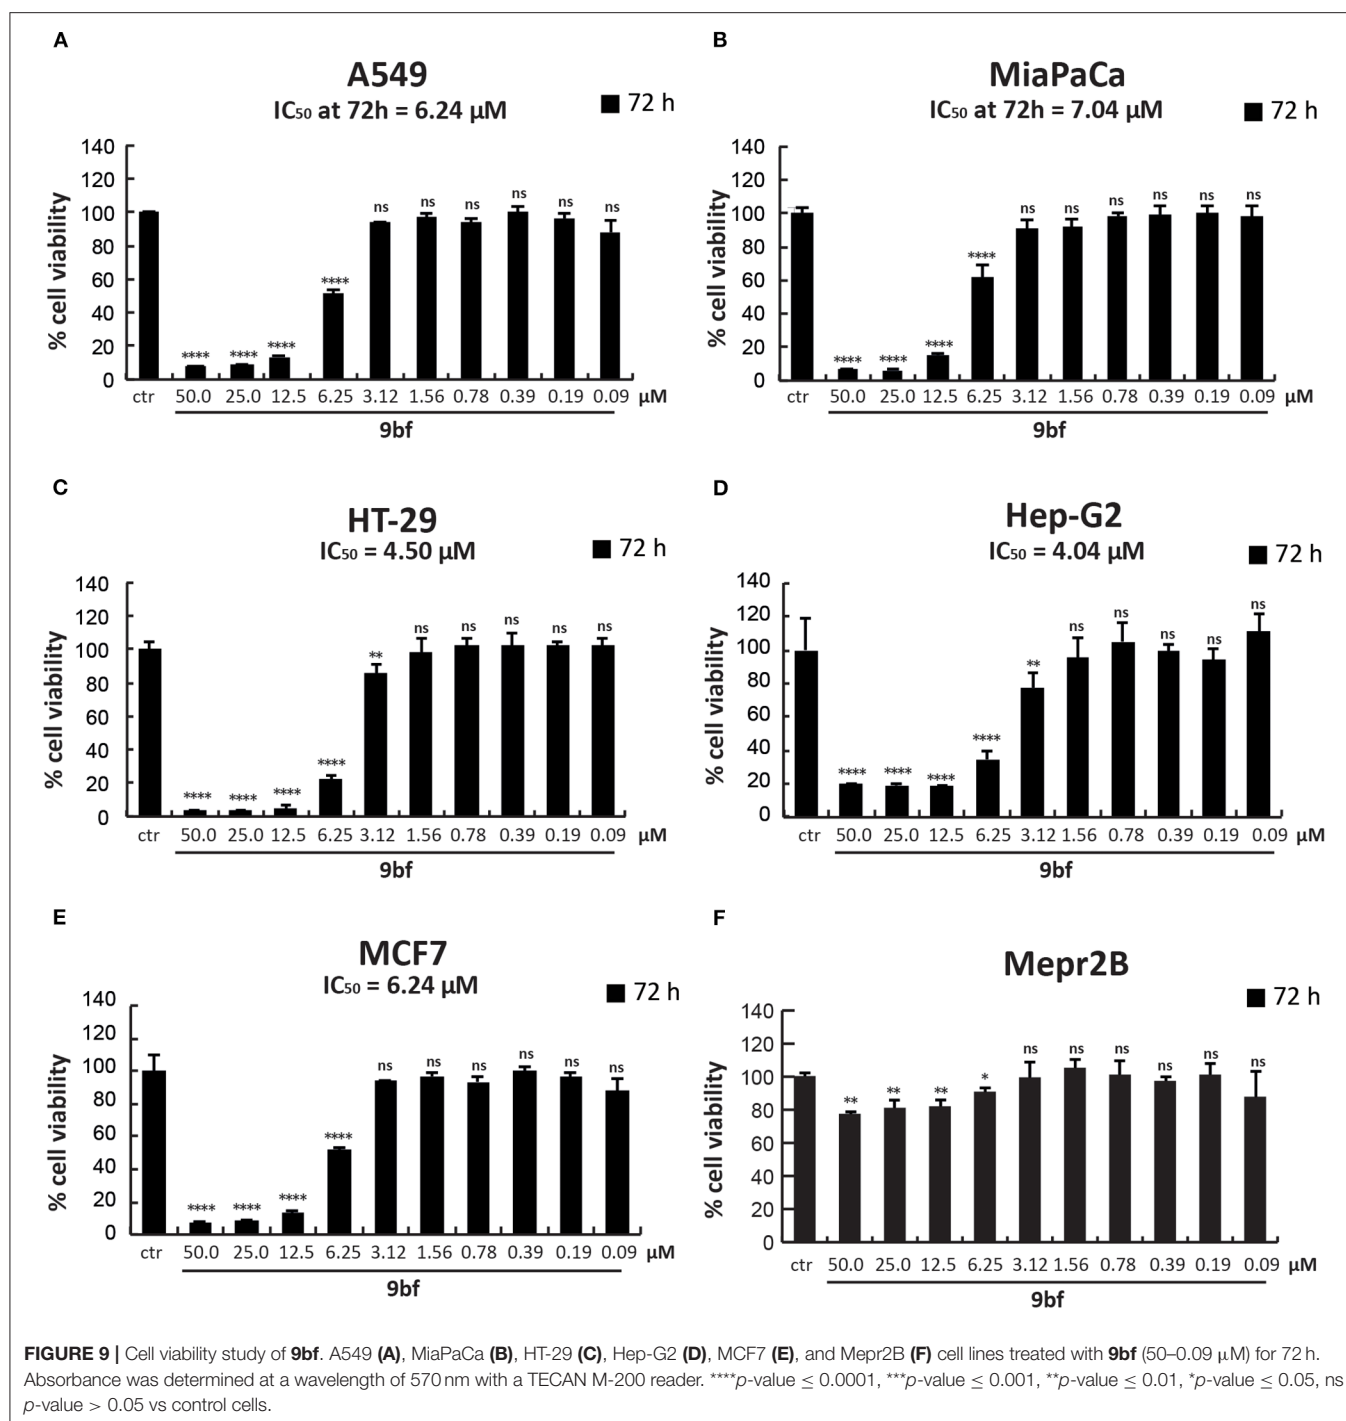 A
A549
IC50 at 72h = 6.24 µM
72 h
% cell viability
140
120
100
80
60
40
20
0
**** **** **** **** ns ns ns ns ns ns
ctr 50.0 25.0 12.5 6.25 3.12 1.56 0.78 0.39 0.19 0.09 µM
9bf
B
MiaPaCa
IC50 at 72h = 7.04 µM
72 h
% cell viability
140
120
100
80
60
40
20
0
**** **** **** **** ns ns ns ns ns ns
ctr 50.0 25.0 12.5 6.25 3.12 1.56 0.78 0.39 0.19 0.09 µM
9bf
C
HT-29
IC50 = 4.50 µM
72 h
% cell viability
140
120
100
80
60
40
20
0
**** **** **** **** ** ns ns ns ns ns
ctr 50.0 25.0 12.5 6.25 3.12 1.56 0.78 0.39 0.19 0.09 µM
9bf
D
Hep-G2
IC50 = 4.04 µM
72 h
% cell viability
140
120
100
80
60
40
20
0
**** **** **** **** ** ns ns ns ns ns
ctr 50.0 25.0 12.5 6.25 3.12 1.56 0.78 0.39 0.19 0.09 µM
9bf
E
MCF7
IC50 = 6.24 µM
72 h
% cell viability
140
120
100
80
60
40
20
0
**** **** **** **** ns ns ns ns ns ns
ctr 50.0 25.0 12.5 6.25 3.12 1.56 0.78 0.39 0.19 0.09 µM
9bf
F
Mepr2B
72 h
% cell viability
140
120
100
80
60
40
20
0
** ** ** * ns ns ns ns ns ns
ctr 50.0 25.0 12.5 6.25 3.12 1.56 0.78 0.39 0.19 0.09 µM
9bf
FIGURE 9 | Cell viability study of 9bf. A549 (A), MiaPaCa (B), HT-29 (C), Hep-G2 (D), MCF7 (E), and Mepr2B (F) cell lines treated with 9bf (50–0.09 µM) for 72 h.
Absorbance was determined at a wavelength of 570 nm with a TECAN M-200 reader. ****p-value ≤ 0.0001, ***p-value ≤ 0.001, **p-value ≤ 0.01, *p-value ≤ 0.05, ns
p-value > 0.05 vs control cells.